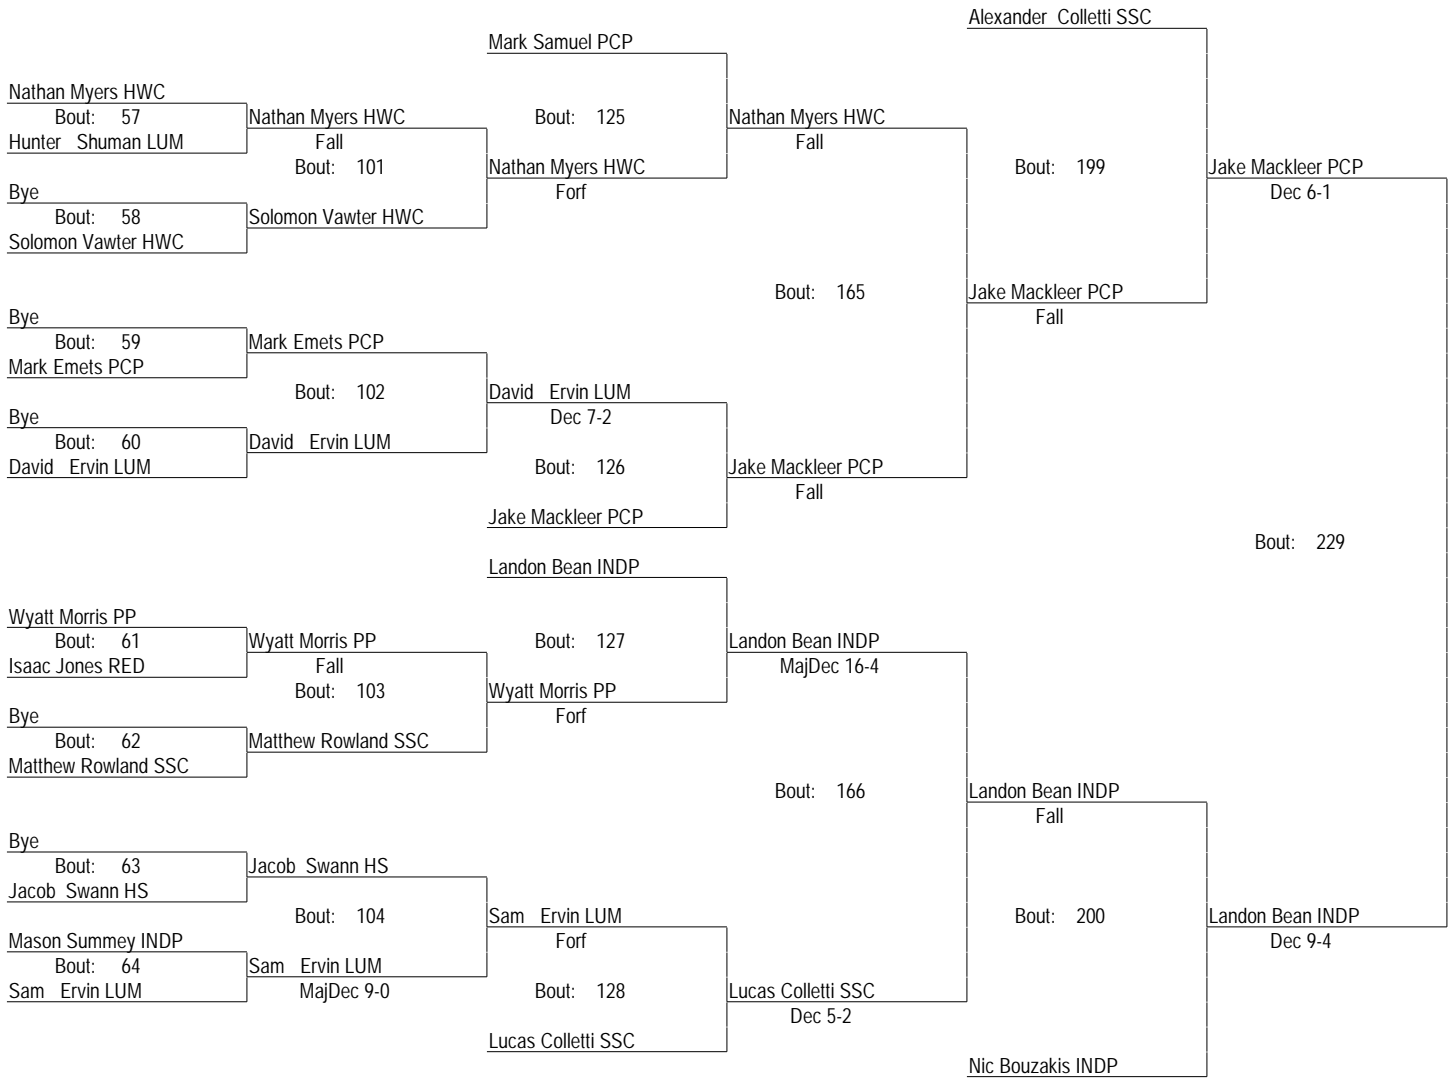 Alexander  Colletti SSC
Mark Samuel PCP
Nathan Myers HWC
Bout: 57
Nathan Myers HWC
Bout: 125
Nathan Myers HWC
Hunter   Shuman LUM
Fall
Fall
Bout: 101
Nathan Myers HWC
Bout: 199
Jake Mackleer PCP
Bye
Forf
Dec 6-1
Bout: 58
Solomon Vawter HWC
Solomon Vawter HWC
Bout: 165
Jake Mackleer PCP
Bye
Fall
Bout: 59
Mark Emets PCP
Mark Emets PCP
Bout: 102
David   Ervin LUM
Bye
Dec 7-2
Bout: 60
David   Ervin LUM
David   Ervin LUM
Bout: 126
Jake Mackleer PCP
Fall
Jake Mackleer PCP
Bout: 229
Landon Bean INDP
Wyatt Morris PP
Bout: 61
Wyatt Morris PP
Bout: 127
Landon Bean INDP
Isaac Jones RED
Fall
MajDec 16-4
Bout: 103
Wyatt Morris PP
Bye
Forf
Bout: 62
Matthew Rowland SSC
Matthew Rowland SSC
Bout: 166
Landon Bean INDP
Fall
Bye
Bout: 63
Jacob  Swann HS
Jacob  Swann HS
Bout: 104
Sam   Ervin LUM
Bout: 200
Landon Bean INDP
Mason Summey INDP
Forf
Dec 9-4
Bout: 64
Sam   Ervin LUM
Sam   Ervin LUM
MajDec 9-0
Bout: 128
Lucas Colletti SSC
Dec 5-2
Lucas Colletti SSC
Nic Bouzakis INDP